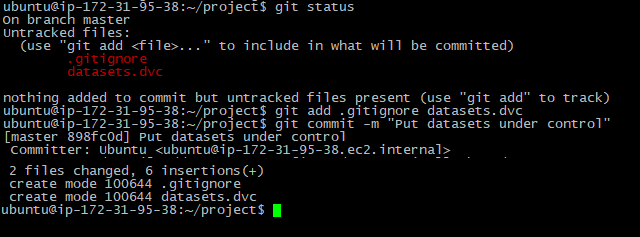 ubuntu@ip-172-31-95-38:~/project$ git status
On branch master
Untracked files:
  (use "git add <file>..." to include in what will be committed)
        .gitignore
        datasets.dvc

nothing added to commit but untracked files present (use "git add" to track)
ubuntu@ip-172-31-95-38:~/project$ git add .gitignore datasets.dvc
ubuntu@ip-172-31-95-38:~/project$ git commit -m "Put datasets under control"
[master 898fc0d] Put datasets under control
 Committer: Ubuntu <ubuntu@ip-172-31-95-38.ec2.internal>
 2 files changed, 6 insertions(+)
 create mode 100644 .gitignore
 create mode 100644 datasets.dvc
ubuntu@ip-172-31-95-38:~/project$